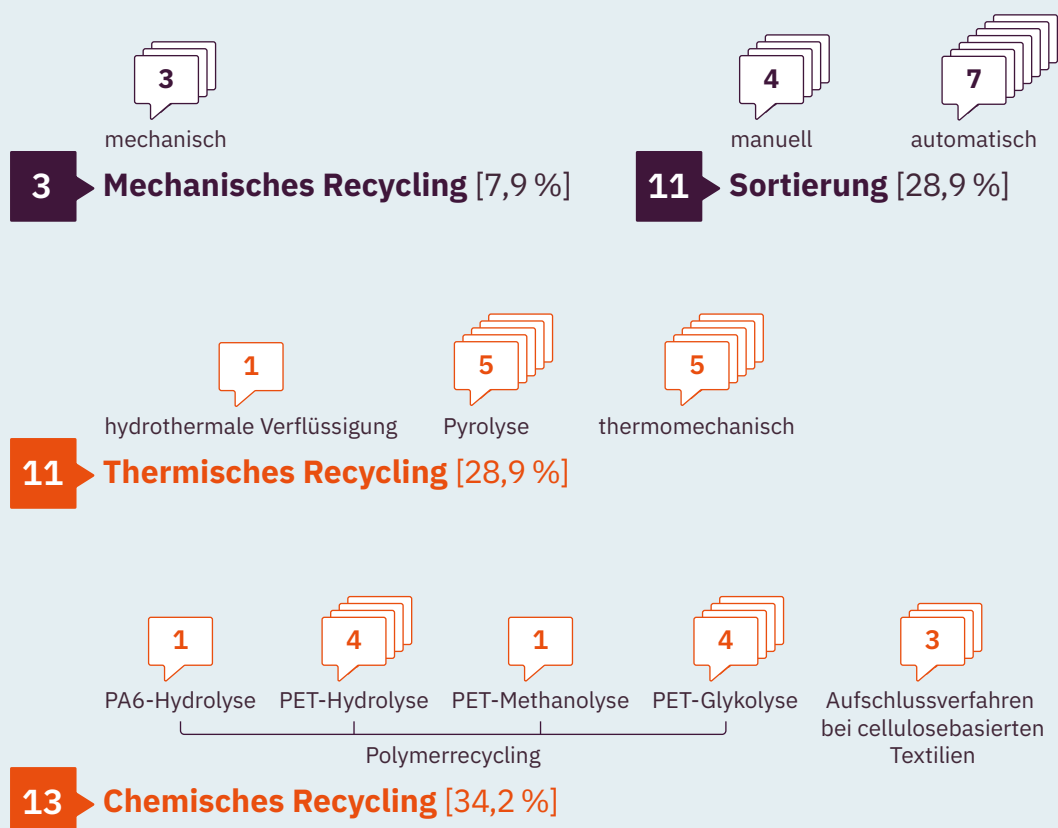 3
mechanisch
3 Mechanisches Recycling [7,9 %]
4 7
manuell automatisch
11 Sortierung [28,9 %]
1 5 5
hydrothermale Verflüssigung Pyrolyse thermomechanisch
11 Thermisches Recycling [28,9 %]
1 4 1 4 3
PA6-Hydrolyse PET-Hydrolyse PET-Methanolyse PET-Glykolyse Aufschlussverfahren
bei cellulosebasierten
Textilien
Polymerrecycling
13 Chemisches Recycling [34,2 %]